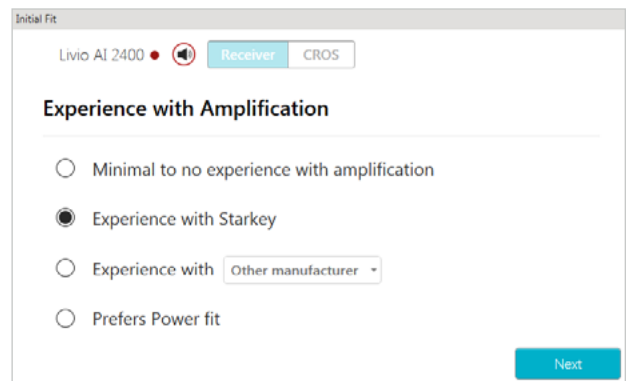 Initial Fit
Livio AI 2400 Receiver CROS
Experience with Amplification
Minimal to no experience with amplification
Experience with Starkey
Experience with Other manufacturer
Prefers Power fit
Next